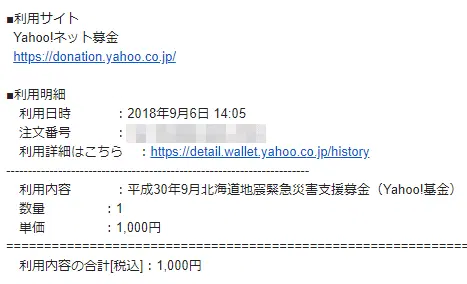 ■利用サイト
Yahoo!ネット募金
https://donation.yahoo.co.jp/
■利用明細
利用日時　　　：2018年9月6日 14:05
注文番号　　　：
利用詳細はこちら　：https://detail.wallet.yahoo.co.jp/history
--------------------------------------------------------------------
利用内容　　　：平成30年9月北海道地震緊急災害支援募金（Yahoo!基金）
数量　　　　　：1
単価　　　　　：1,000円
==============================================================
利用内容の合計[税込]：1,000円